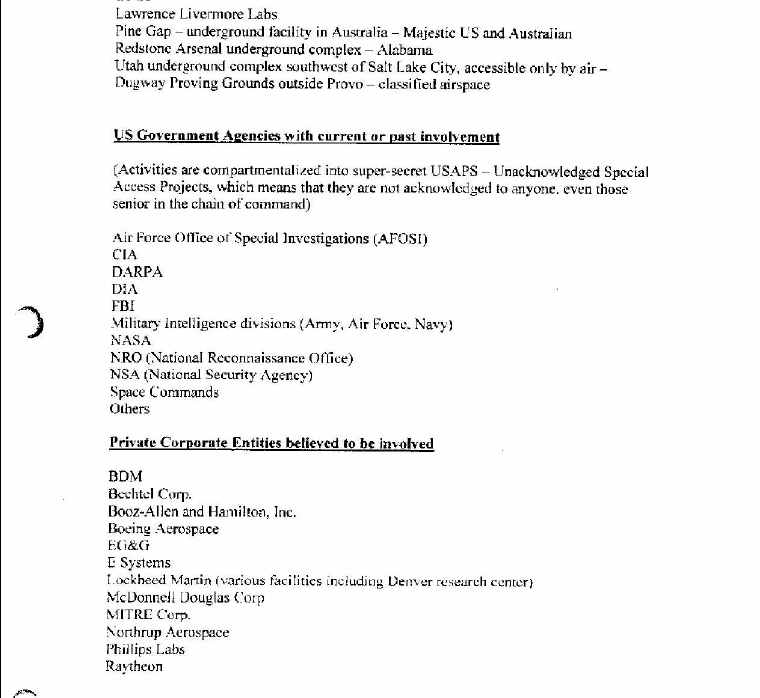 Lawrence Livermore Labs
Pine Gap – underground facility in Australia – Majestic US and Australian
Redstone Arsenal underground complex – Alabama
Utah underground complex southwest of Salt Lake City, accessible only by air –
Dugway Proving Grounds outside Provo – classified airspace
US Government Agencies with current or past involvement
(Activities are compartmentalized into super-secret USAPS – Unacknowledged Special
Access Projects, which means that they are not acknowledged to anyone, even those
senior in the chain of command)
Air Force Office of Special Investigations (AFOSI)
CIA
DARPA
DIA
FBI
Military intelligence divisions (Army, Air Force, Navy)
NASA
NRO (National Reconnaissance Office)
NSA (National Security Agency)
Space Commands
Others
Private Corporate Entities believed to be involved
BDM
Bechtel Corp.
Booz-Allen and Hamilton, Inc.
Boeing Aerospace
EG&G
E Systems
Lockheed Martin (various facilities including Denver research center)
McDonnell Douglas Corp
MITRE Corp.
Northrup Aerospace
Phillips Labs
Raytheon